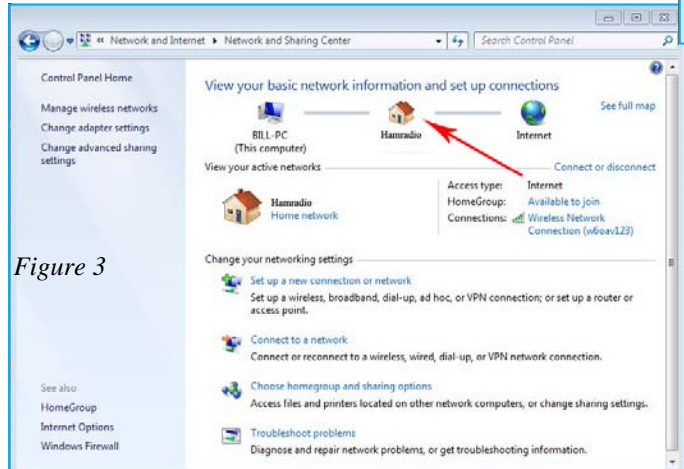 « Network and Internet ▸ Network and Sharing Center
Search Control Panel
Control Panel Home
Manage wireless networks
Change adapter settings
Change advanced sharing
settings
See also
HomeGroup
Internet Options
Windows Firewall
View your basic network information and set up connections
See full map
BILL-PC
(This computer)
Hamradio
Internet
View your active networks
Connect or disconnect
Hamradio
Home network
Access type: Internet
HomeGroup: Available to join
Connections: Wireless Network
Connection (w6oav123)
Change your networking settings
Set up a new connection or network
Set up a wireless, broadband, dial-up, ad hoc, or VPN connection; or set up a router or
access point.
Connect to a network
Connect or reconnect to a wireless, wired, dial-up, or VPN network connection.
Choose homegroup and sharing options
Access files and printers located on other network computers, or change sharing settings.
Troubleshoot problems
Diagnose and repair network problems, or get troubleshooting information.
Figure 3